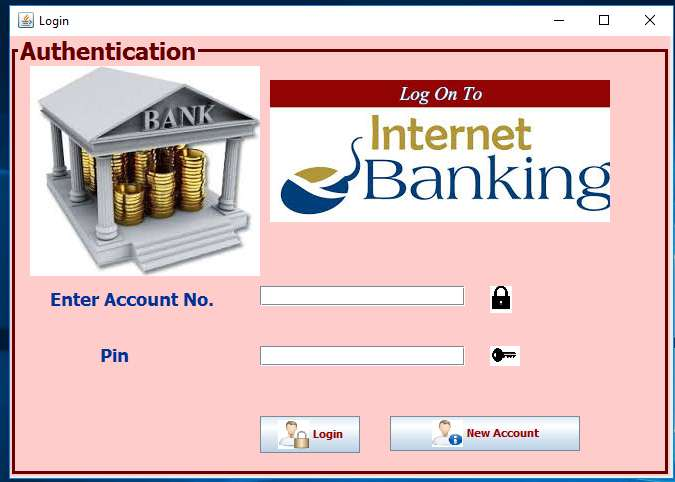 Login
Authentication
BANK
Log On To
Internet
Banking
Enter Account No.
Pin
Login
New Account